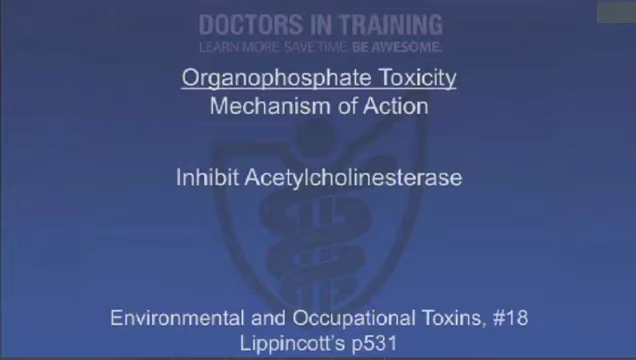 DOCTORS IN TRAINING
LEARN MORE. SAVE TIME. BE AWESOME.
Organophosphate Toxicity
Mechanism of Action
Inhibit Acetylcholinesterase
Environmental and Occupational Toxins, #18
Lippincott's p531